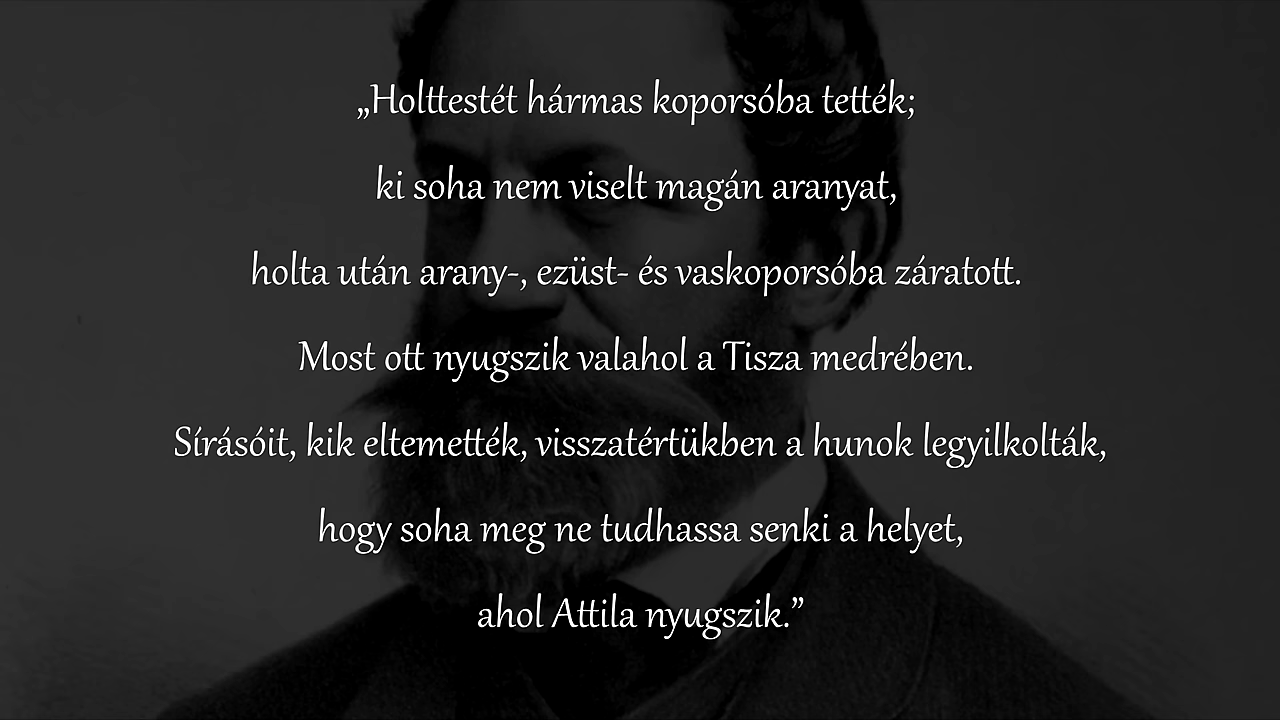 „Holttestét hármas koporsóba tették;
ki soha nem viselt magán aranyat,
holta után arany-, ezüst- és vaskoporsóba záratott.
Most ott nyugszik valahol a Tisza medrében.
Sírásóit, kik eltemették, visszatértükben a hunok legyilkolták,
hogy soha meg ne tudhassa senki a helyet,
ahol Attila nyugszik.”